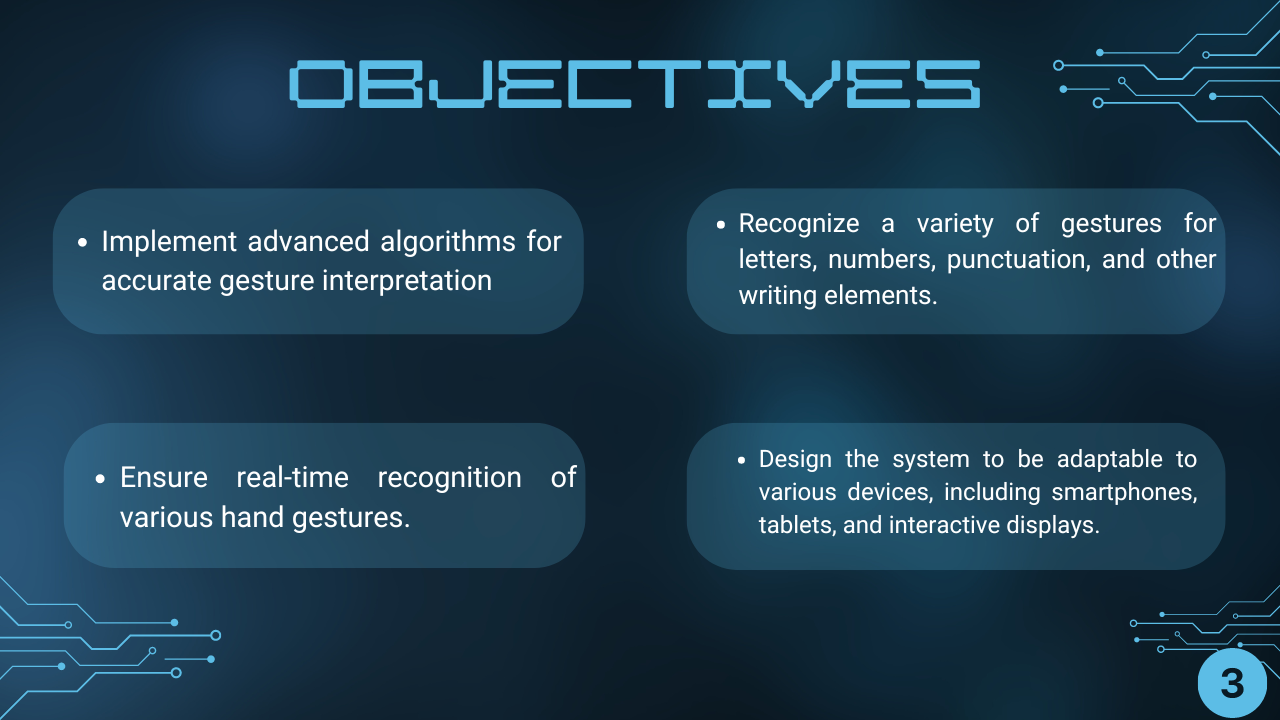 OBJECTIVES
• Implement advanced algorithms for
accurate gesture interpretation
• Recognize a variety of gestures for
letters, numbers, punctuation, and other
writing elements.
• Ensure real-time recognition of
various hand gestures.
• Design the system to be adaptable to
various devices, including smartphones,
tablets, and interactive displays.
3